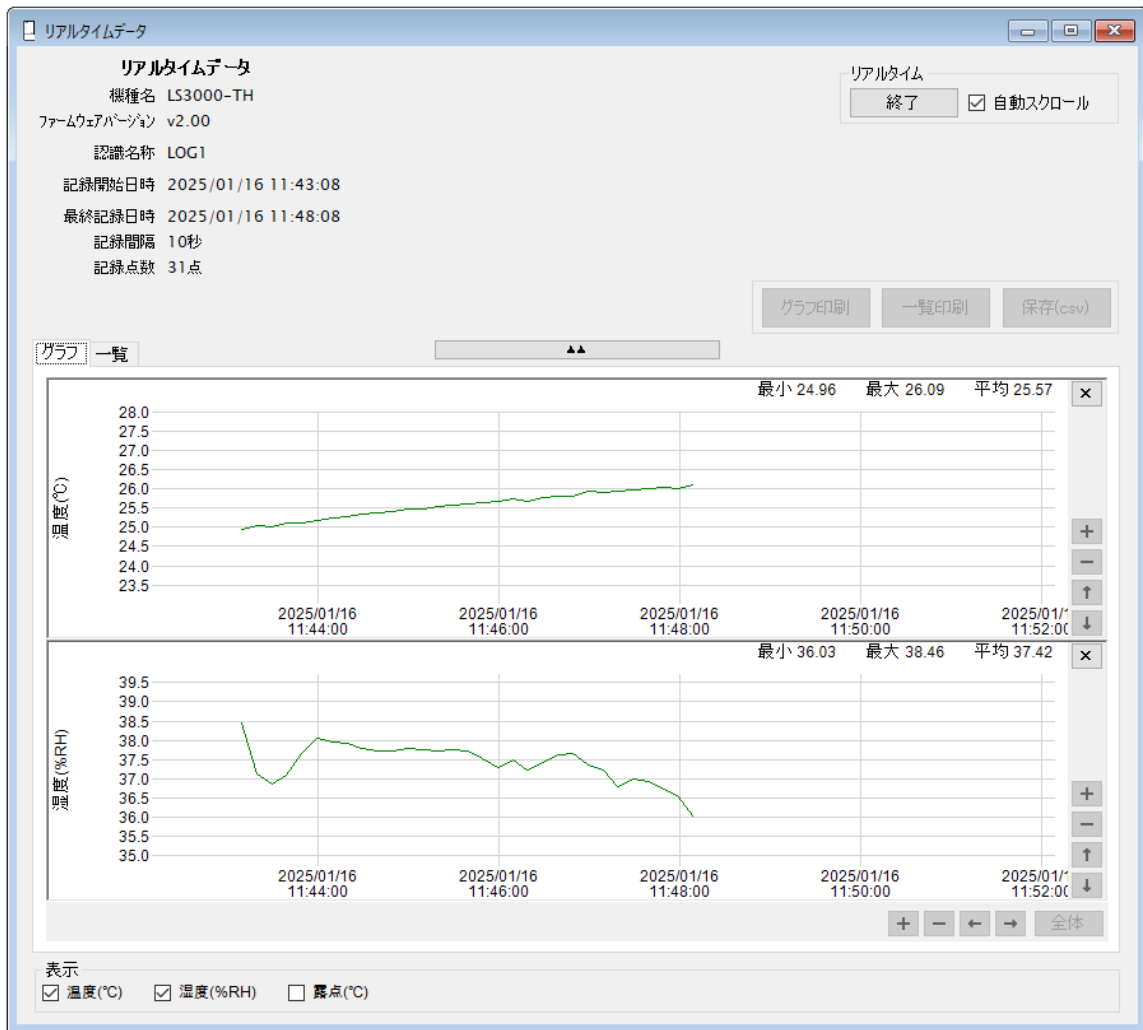 リアルタイムデータ
リアルタイムデータ
機種名 LS3000-TH
ファームウェアバージョン v2.00
認識名称 LOG1
記録開始日時 2025/01/16 11:43:08
最終記録日時 2025/01/16 11:48:08
記録間隔 10秒
記録点数 31点
リアルタイム
終了 自動スクロール
グラフ印刷 一覧印刷 保存(csv)
グラフ 一覧
最小 24.96 最大 26.09 平均 25.57
温度(℃)
28.0
27.5
27.0
26.5
26.0
25.5
25.0
24.5
24.0
23.5
2025/01/16 2025/01/16 2025/01/16 2025/01/16 2025/01/1
11:44:00 11:46:00 11:48:00 11:50:00 11:52:00
最小 36.03 最大 38.46 平均 37.42
湿度(%RH)
39.5
39.0
38.5
38.0
37.5
37.0
36.5
36.0
35.5
35.0
2025/01/16 2025/01/16 2025/01/16 2025/01/16 2025/01/1
11:44:00 11:46:00 11:48:00 11:50:00 11:52:00
全体
表示
温度(℃) 湿度(%RH) 露点(℃)